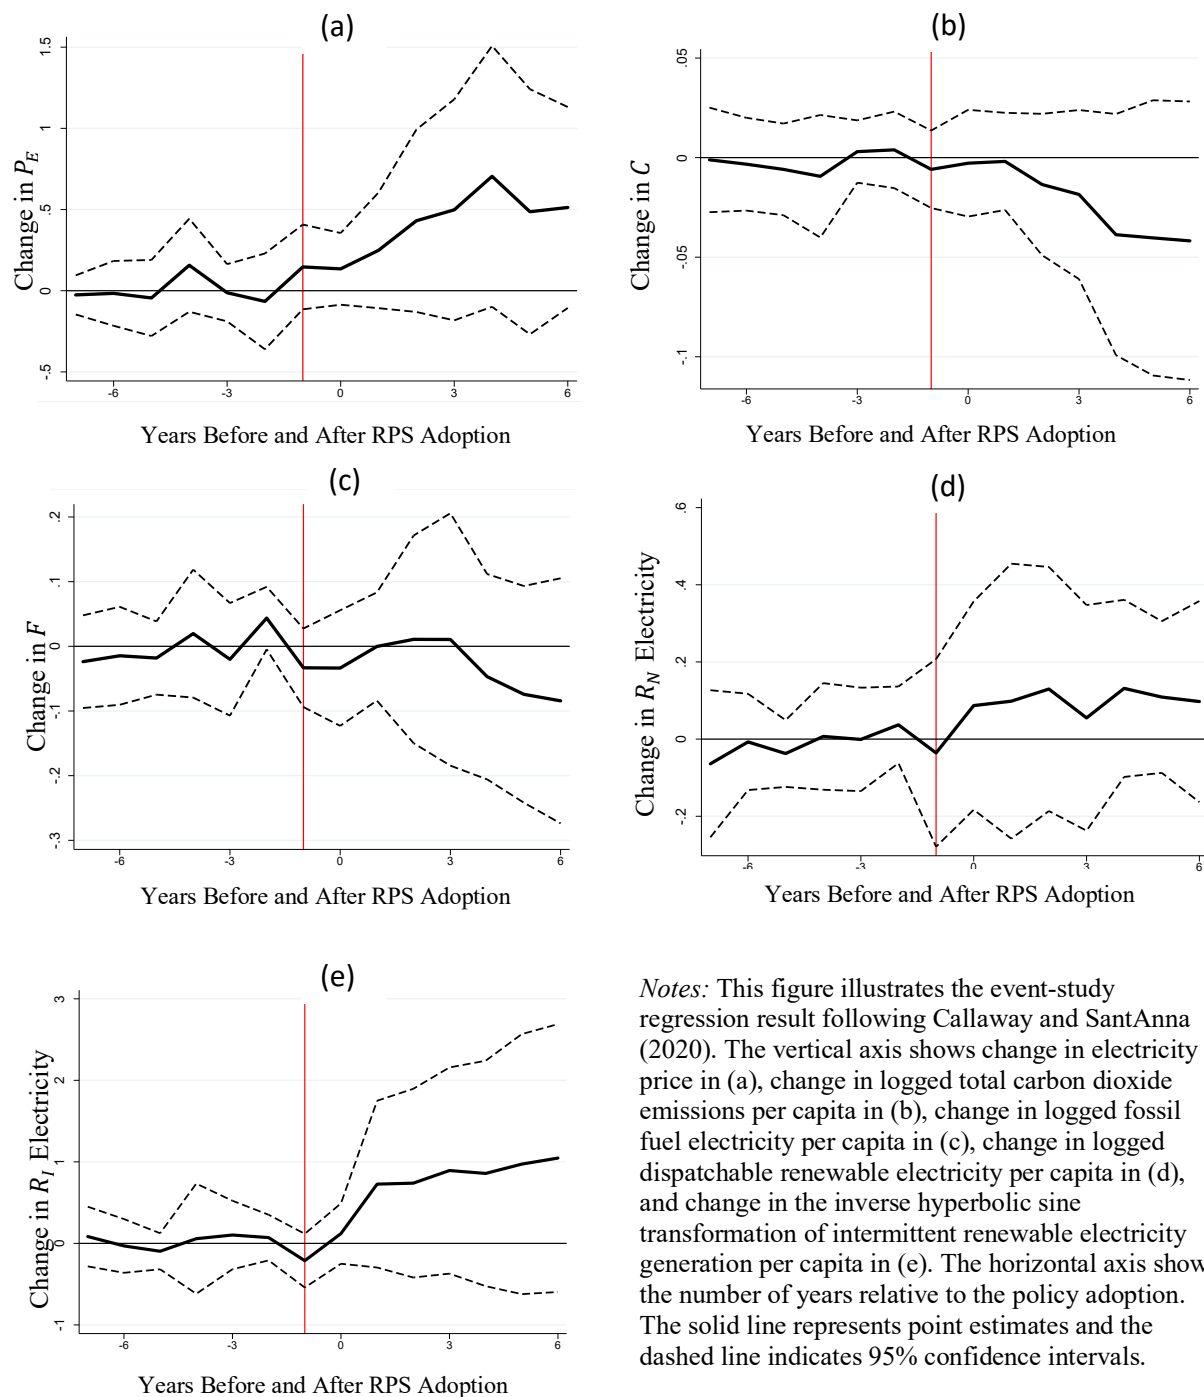 (a)
1.5
1
.5
0
-.5
Change in P_E
-6
-3
0
3
6
Years Before and After RPS Adoption
(b)
.05
0
-.05
-.1
Change in C
-6
-3
0
3
6
Years Before and After RPS Adoption
(c)
.2
.1
0
-.1
-.2
-.3
Change in F
-6
-3
0
3
6
Years Before and After RPS Adoption
(d)
.6
.4
.2
0
-.2
Change in R_N Electricity
-6
-3
0
3
6
Years Before and After RPS Adoption
(e)
3
2
1
0
-1
Change in R_I Electricity
-6
-3
0
3
6
Years Before and After RPS Adoption
Notes: This figure illustrates the event-study
regression result following Callaway and SantAnna
(2020). The vertical axis shows change in electricity
price in (a), change in logged total carbon dioxide
emissions per capita in (b), change in logged fossil
fuel electricity per capita in (c), change in logged
dispatchable renewable electricity per capita in (d),
and change in the inverse hyperbolic sine
transformation of intermittent renewable electricity
generation per capita in (e). The horizontal axis show
the number of years relative to the policy adoption.
The solid line represents point estimates and the
dashed line indicates 95% confidence intervals.